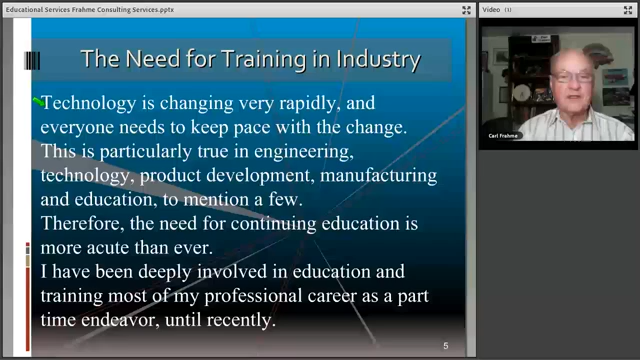 Educational Services Frahme Consulting Services.pptx
Video (1)
The Need for Training in Industry
Technology is changing very rapidly, and
everyone needs to keep pace with the change.
This is particularly true in engineering,
technology, product development, manufacturing
and education, to mention a few.
Therefore, the need for continuing education is
more acute than ever.
I have been deeply involved in education and
training most of my professional career as a part
time endeavor, until recently.
5
Carl Frahme